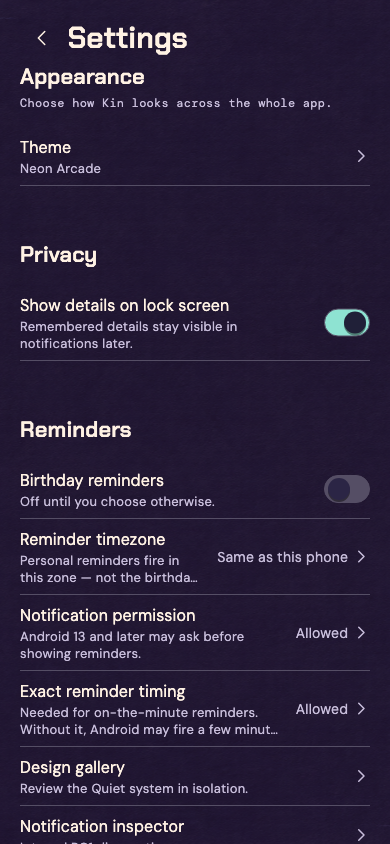 Settings
Appearance
Choose how Kin looks across the whole app.
Theme
Neon Arcade
Privacy
Show details on lock screen
Remembered details stay visible in
notifications later.
Reminders
Birthday reminders
Off until you choose otherwise.
Reminder timezone
Personal reminders fire in
this zone — not the birthda...
Same as this phone
Notification permission
Android 13 and later may ask before
showing reminders.
Allowed
Exact reminder timing
Needed for on-the-minute reminders.
Without it, Android may fire a few minut...
Allowed
Design gallery
Review the Quiet system in isolation.
Notification inspector